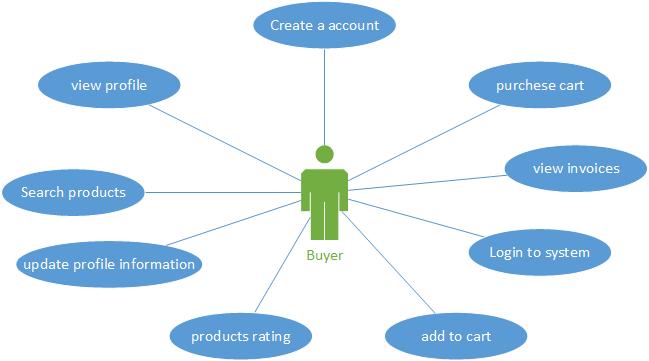 Create a account
view profile
purchese cart
view invoices
Search products
Login to system
Buyer
update profile information
products rating
add to cart